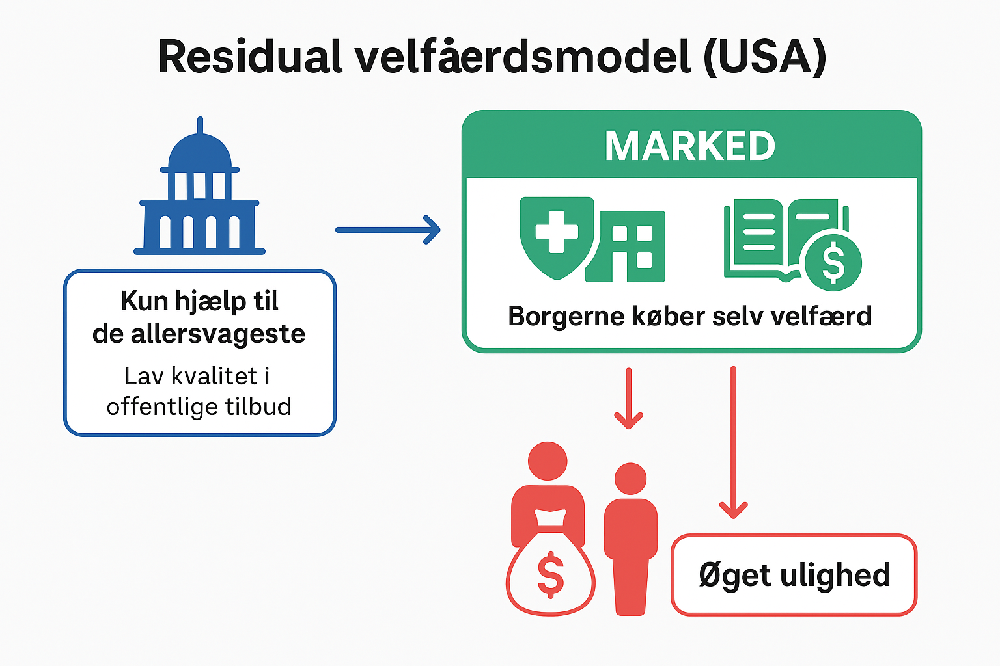 Residual velfåerdsmodel (USA)
MARKED
$
Borgerne køber selv velfærd
Kun hjælp til
de allersvageste
Lav kvalitet i
offentlige tilbud
$
Øget ulighed